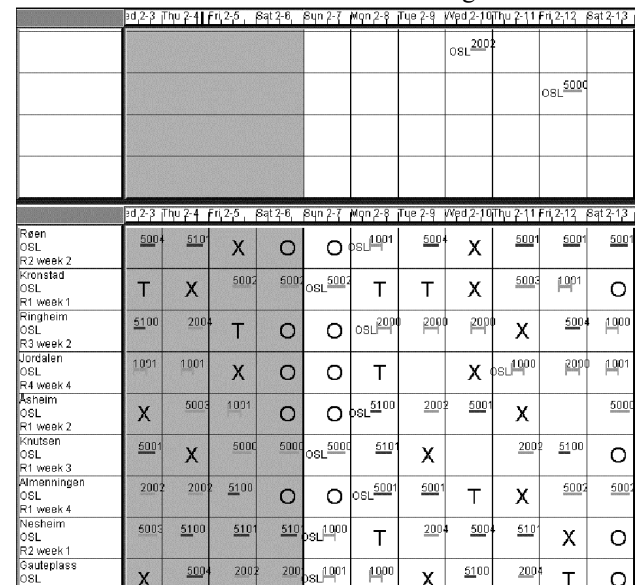 ed 2-3 Thu 2-4 Fri 2-5 Sat 2-6 Sun 2-7 Mon 2-8 Tue 2-9 Wed 2-10 Thu 2-11 Fri 2-12 Sat 2-13
OSL 2002
OSL 5000
ed 2-3 Thu 2-4 Fri 2-5 Sat 2-6 Sun 2-7 Mon 2-8 Tue 2-9 Wed 2-10 Thu 2-11 Fri 2-12 Sat 2-13
Røen
5004 5101 X O O OSL 1001 5004 X 5001 5001 5001
OSL
R2 week 2
Kronstad
T X 5002 5002 OSL 5002 T T X 5003 1001 O
OSL
R1 week 1
Ringheim
5100 2004 T O O OSL 2000 2000 2000 X 5004 1000
OSL
R3 week 2
Jordalen
1001 1001 X O O T X OSL 1000 2000 1001
OSL
R4 week 4
Åsheim
X 5003 1001 O O OSL 5100 2002 5001 X 5000
OSL
R1 week 2
Knutsen
5001 X 5000 5000 OSL 5000 5101 X 2002 5100 O
OSL
R1 week 3
Almenningen
2002 2002 5100 O O OSL 5001 5001 T X 5002 5002
OSL
R1 week 4
Nesheim
5003 5100 5101 5101 OSL 1000 T 2004 5004 5101 X O
OSL
R2 week 1
Gauteplass
X 5004 2002 200 OSL 1001 1000 X 5100 2004 T O
OSL